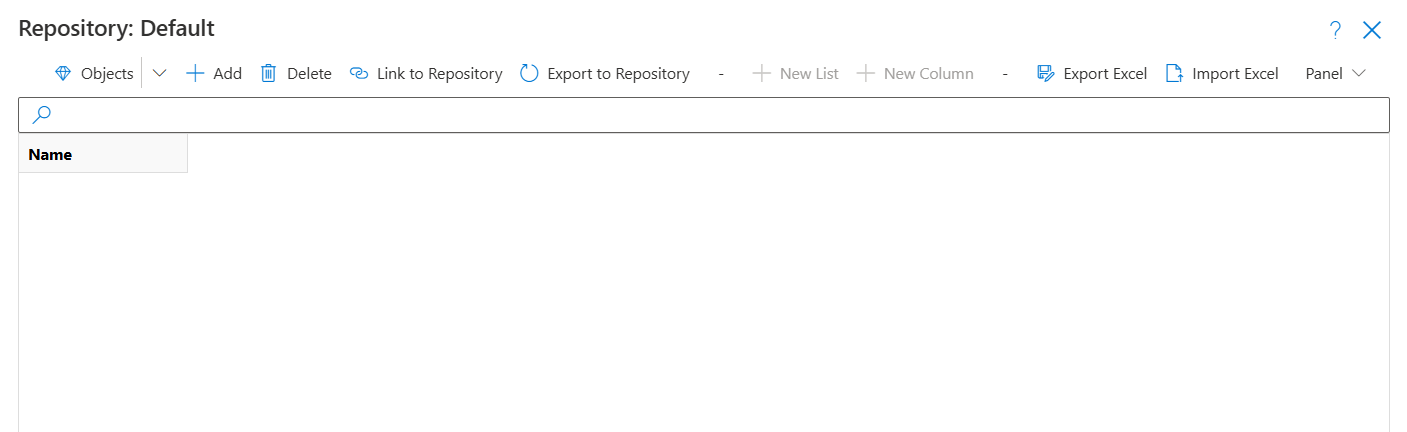 Repository: Default
Objects Add Delete Link to Repository Export to Repository - New List New Column - Export Excel Import Excel Panel
Name